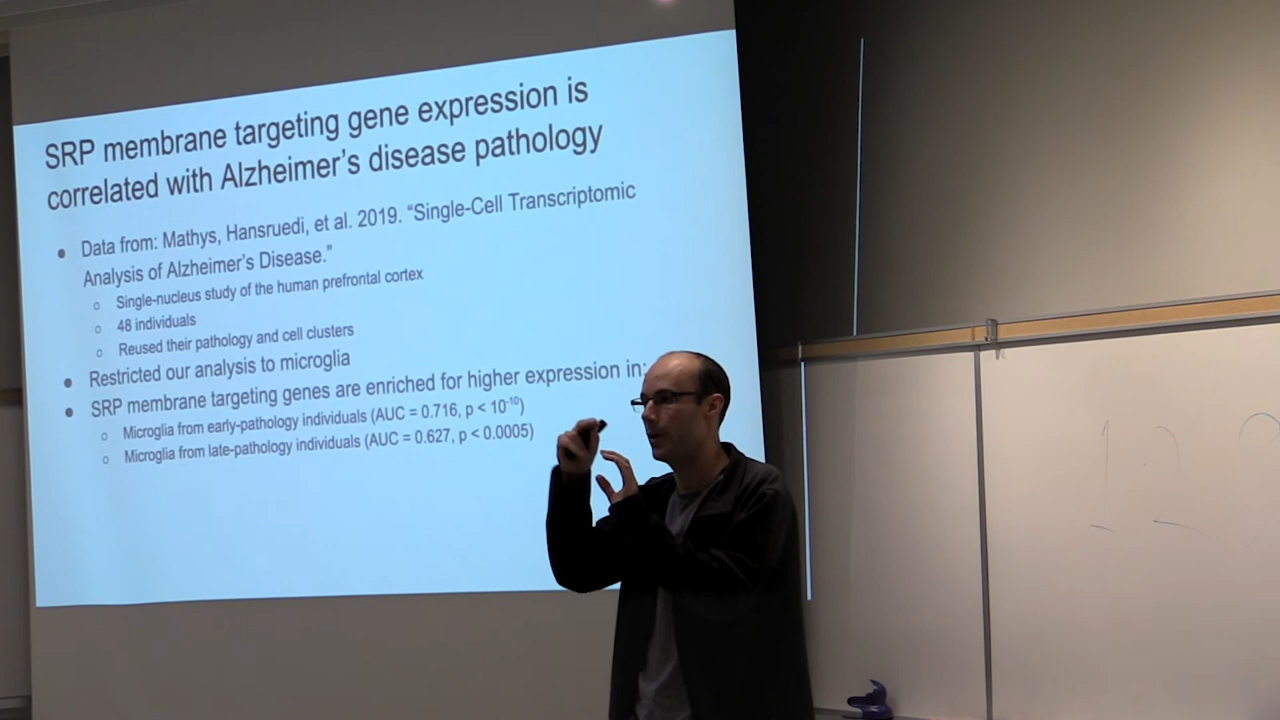 SRP membrane targeting gene expression is
correlated with Alzheimer's disease pathology
● Data from: Mathys, Hansruedi, et al. 2019. “Single-Cell Transcriptomic
Analysis of Alzheimer's Disease.”
○ Single-nucleus study of the human prefrontal cortex
○ 48 individuals
○ Reused their pathology and cell clusters
● Restricted our analysis to microglia
● SRP membrane targeting genes are enriched for higher expression in:
○ Microglia from early-pathology individuals (AUC = 0.716, p < 10⁻¹⁰)
○ Microglia from late-pathology individuals (AUC = 0.627, p < 0.0005)